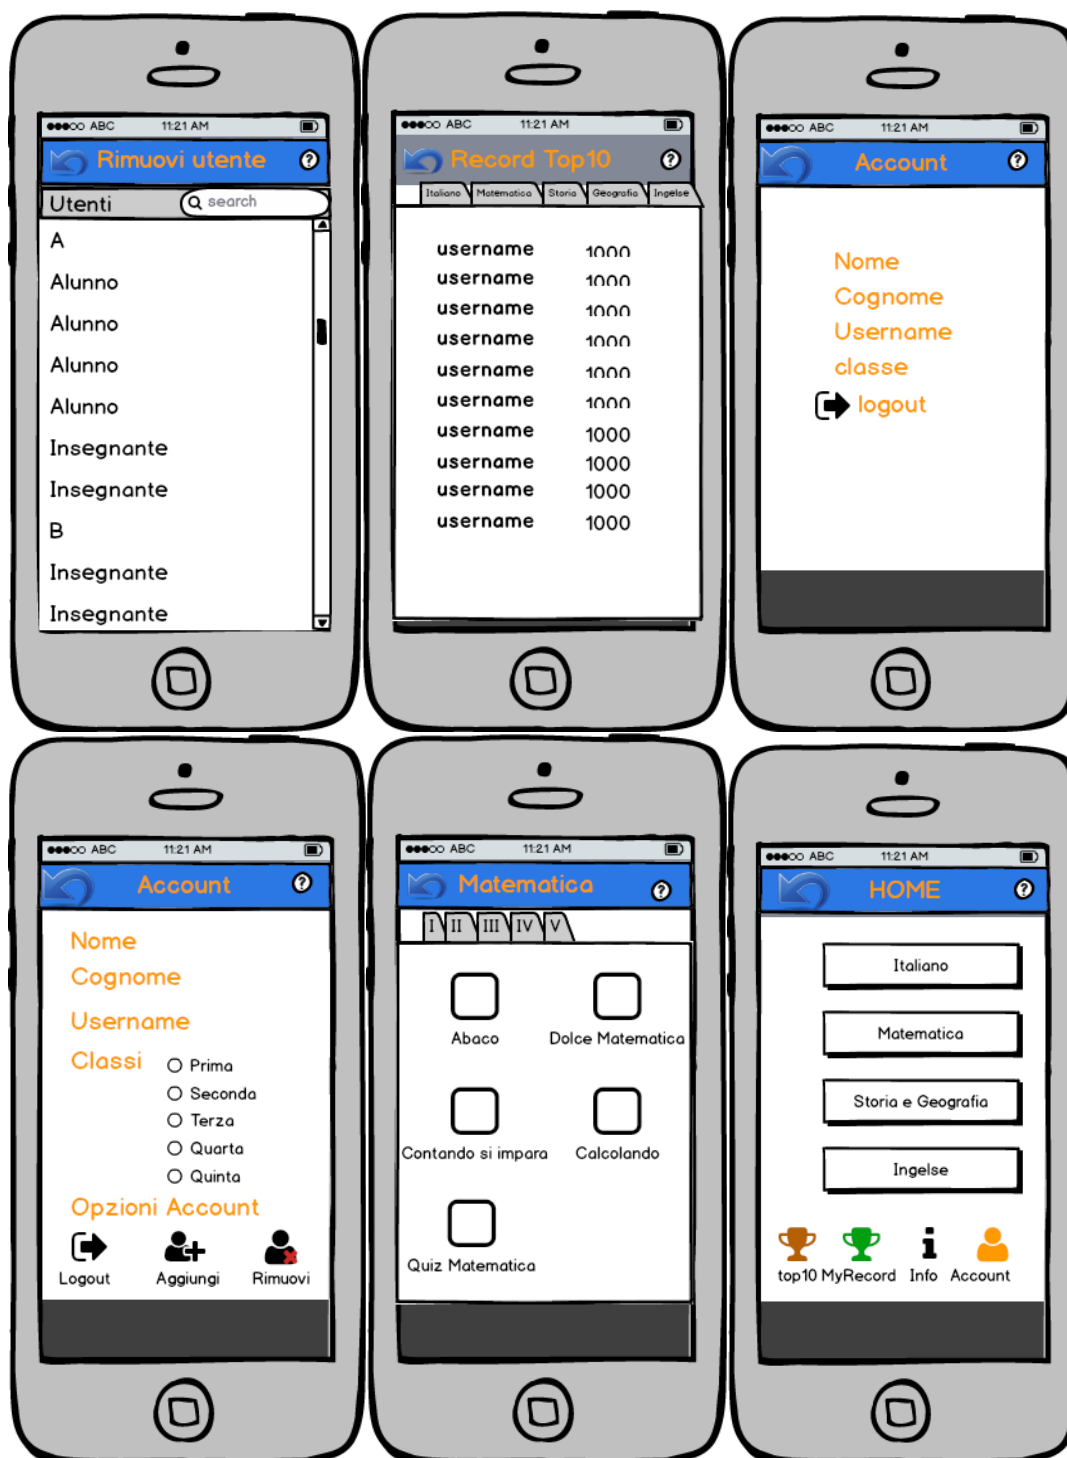 ABC 11:21 AM
Rimuovi utente ?
Utenti search
A
Alunno
Alunno
Alunno
Alunno
Insegnante
Insegnante
B
Insegnante
Insegnante
ABC 11:21 AM
Record Top10 ?
Italiano Matematica Storia Geografia Ingelse
username 1000
username 1000
username 1000
username 1000
username 1000
username 1000
username 1000
username 1000
username 1000
username 1000
ABC 11:21 AM
Account ?
Nome
Cognome
Username
classe
logout
ABC 11:21 AM
Account ?
Nome
Cognome
Username
Classi Prima
Seconda
Terza
Quarta
Quinta
Opzioni Account
Logout Aggiungi Rimuovi
ABC 11:21 AM
Matematica ?
I II III IV V
Abaco Dolce Matematica
Contando si impara Calcolando
Quiz Matematica
ABC 11:21 AM
HOME ?
Italiano
Matematica
Storia e Geografia
Ingelse
top10 MyRecord Info Account